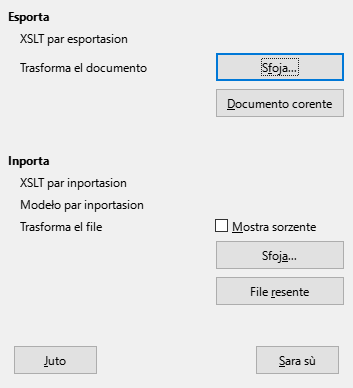 Esporta
XSLT par esportasion
Trasforma el documento
Sfoja...
Documento corente
Inporta
XSLT par inportasion
Modeło par inportasion
Trasforma el file
Mostra sorzente
Sfoja...
File resente
Juto
Sara sù